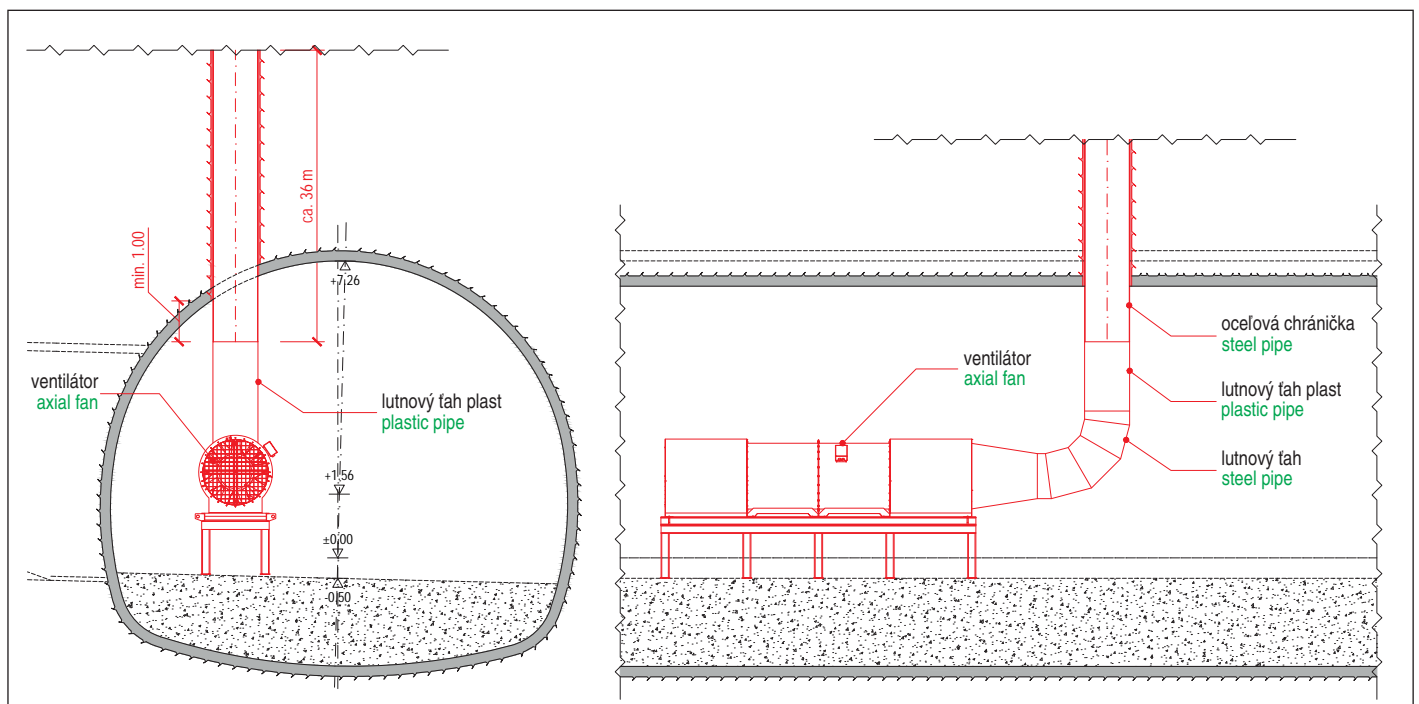 ca. 36 m
min. 1.00
+7.26
ventilátor
axial fan
lutnový ťah plast
plastic pipe
+1.56
±0.00
-0.50
oceľová chránička
steel pipe
ventilátor
axial fan
lutnový ťah plast
plastic pipe
lutnový ťah
steel pipe